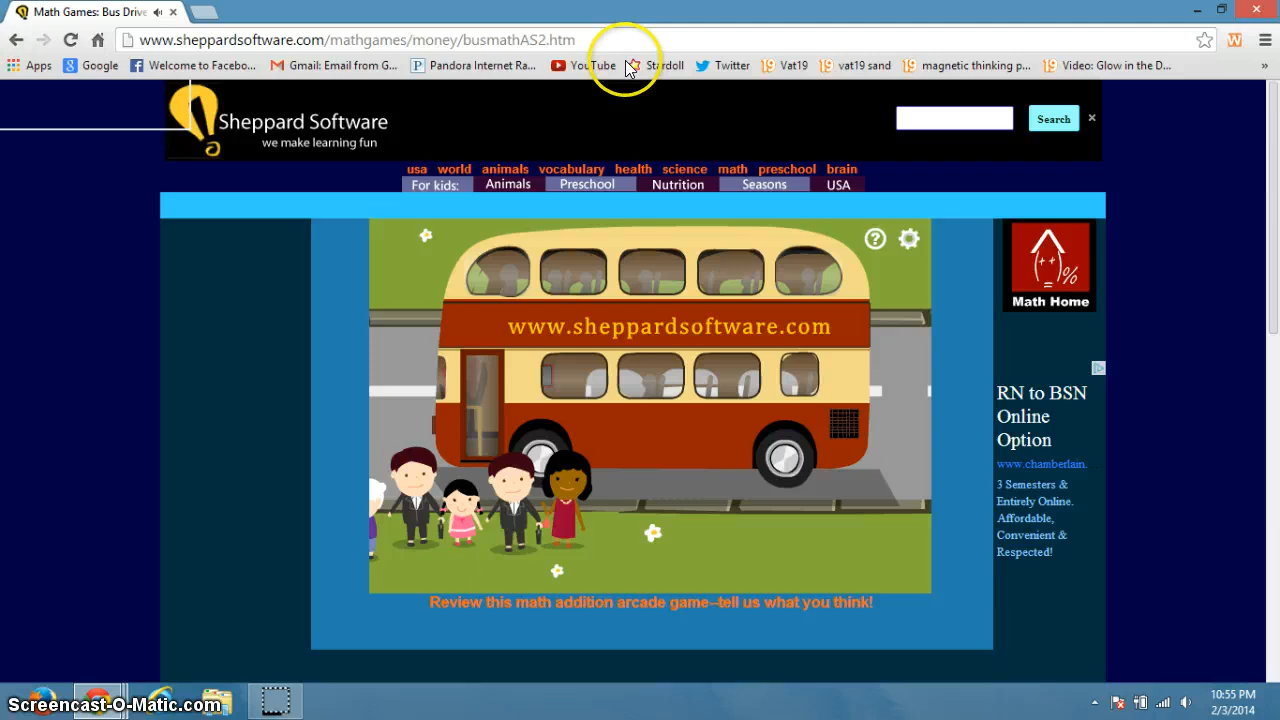 Math Games: Bus Drive
www.sheppardsoftware.com/mathgames/money/busmathAS2.htm
Apps Google Welcome to Facebo... Gmail: Email from G... Pandora Internet Ra... YouTube Stardoll Twitter Vat19 vat19 sand magnetic thinking p... Video: Glow in the D... »
Sheppard Software
we make learning fun
Search
usa world animals vocabulary health science math preschool brain
For kids: Animals Preschool Nutrition Seasons USA
www.sheppardsoftware.com
Math Home
RN to BSN
Online
Option
www.chamberlain.
3 Semesters &
Entirely Online.
Affordable,
Convenient &
Respected!
Review this math addition arcade game--tell us what you think!
Screencast-O-Matic.com
10:55 PM
2/3/2014